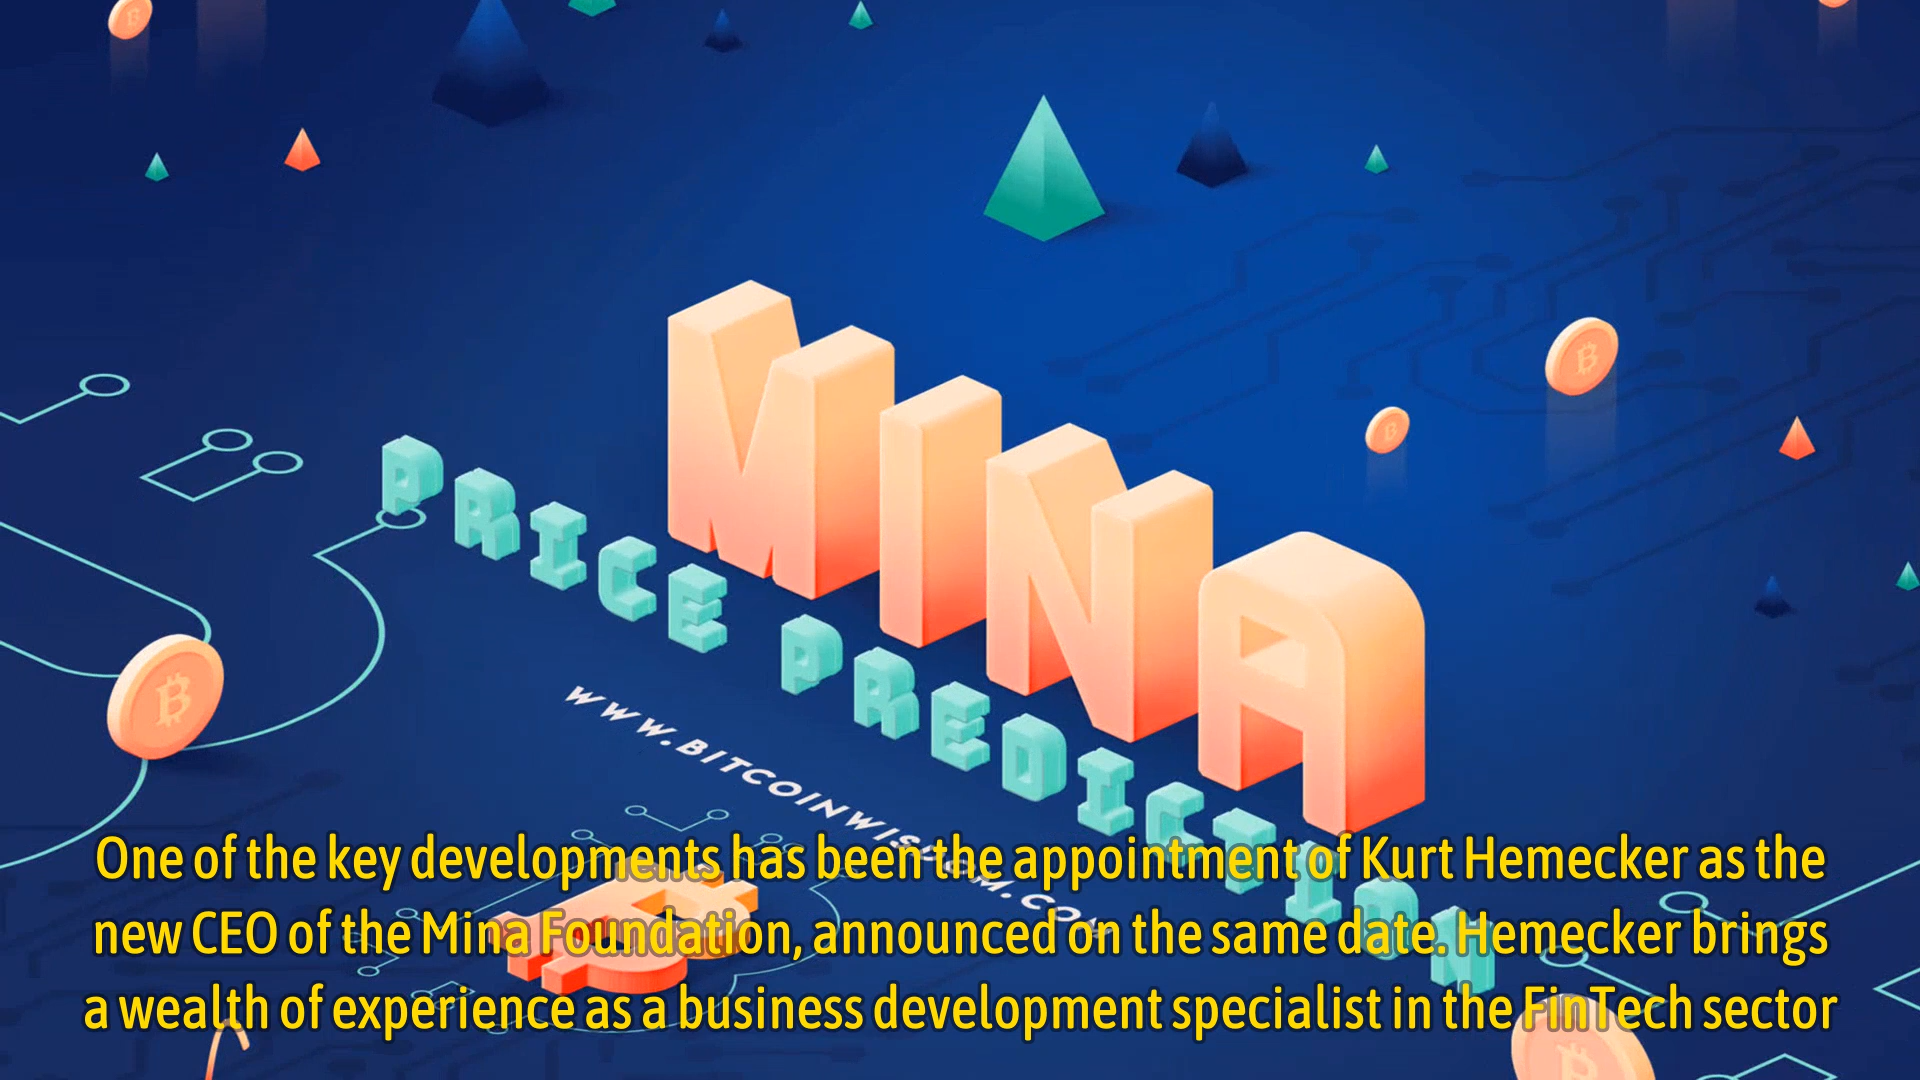 MINA
PRICE PREDICTION
WWW.BITCOINWISDOM.COM
One of the key developments has been the appointment of Kurt Hemecker as the
new CEO of the Mina Foundation, announced on the same date. Hemecker brings
a wealth of experience as a business development specialist in the FinTech sector